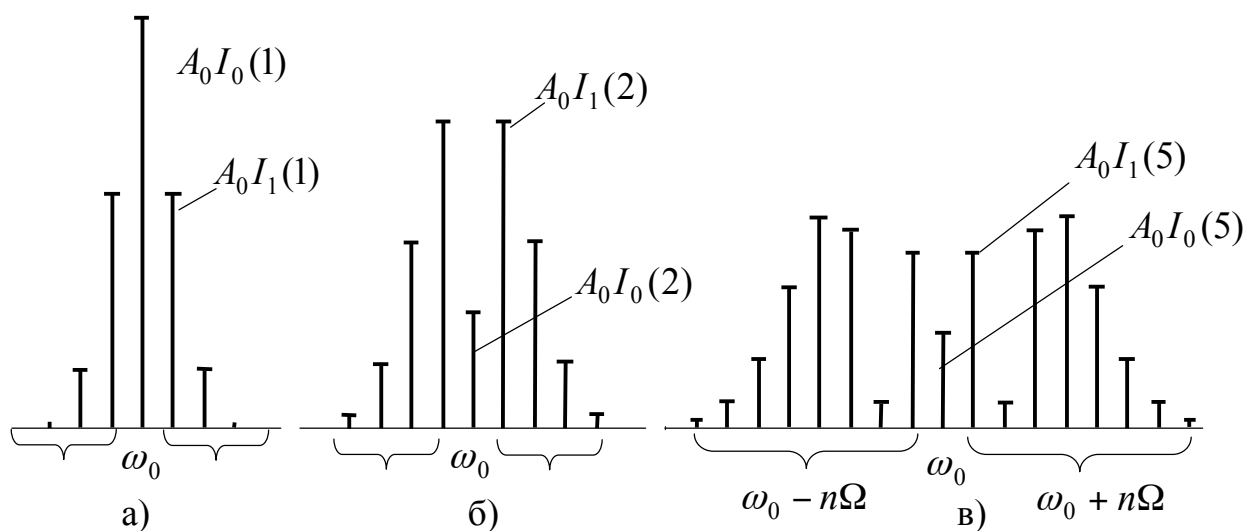 A₀I₀(1)
A₀I₁(1)
ω₀
а)
A₀I₁(2)
A₀I₀(2)
ω₀
б)
A₀I₁(5)
A₀I₀(5)
ω₀
ω₀ − nΩ
ω₀ + nΩ
в)